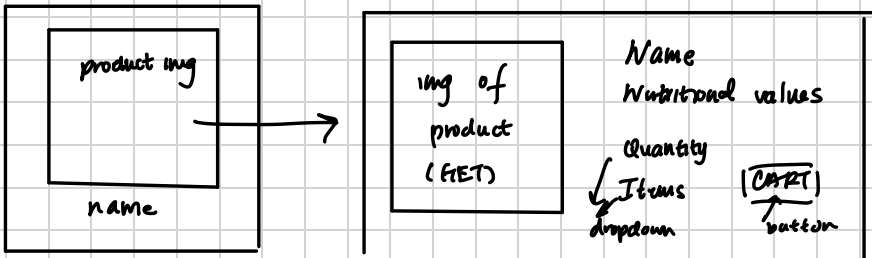 product img
name
img of
product
(GET)
Name
Nutritional values
Quantity
Items
CART
dropdown
button